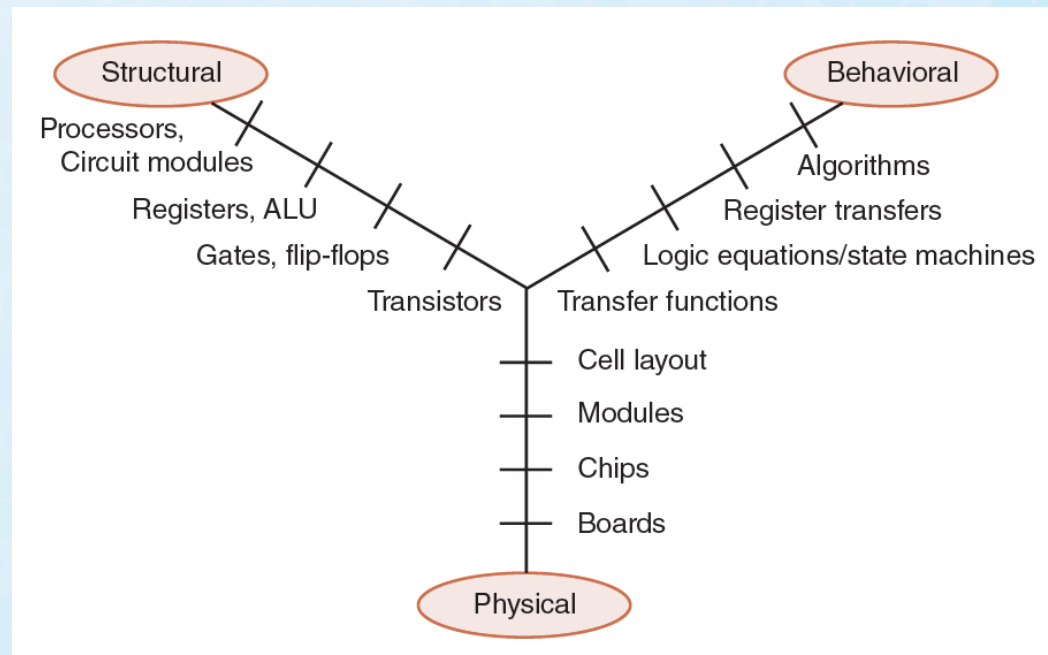 Structural
Behavioral
Processors,
Circuit modules
Algorithms
Registers, ALU
Register transfers
Gates, flip-flops
Logic equations/state machines
Transistors
Transfer functions
Cell layout
Modules
Chips
Boards
Physical